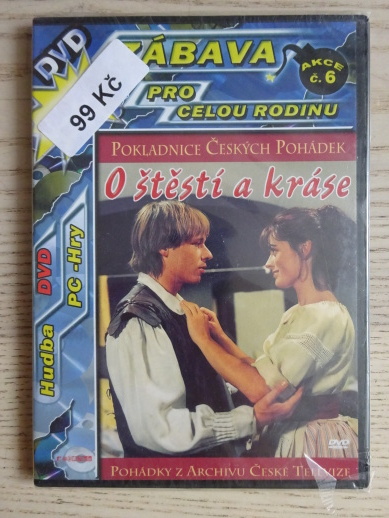 DVD
ZÁBAVA
PRO
CELOU RODINU
AKCE
č. 6
99 Kč
POKLADNICE ČESKÝCH POHÁDEK
O štěstí a kráse
Hudba DVD PC -Hry
DVD
POHÁDKY Z ARCHIVU ČESKÉ TELEVIZE